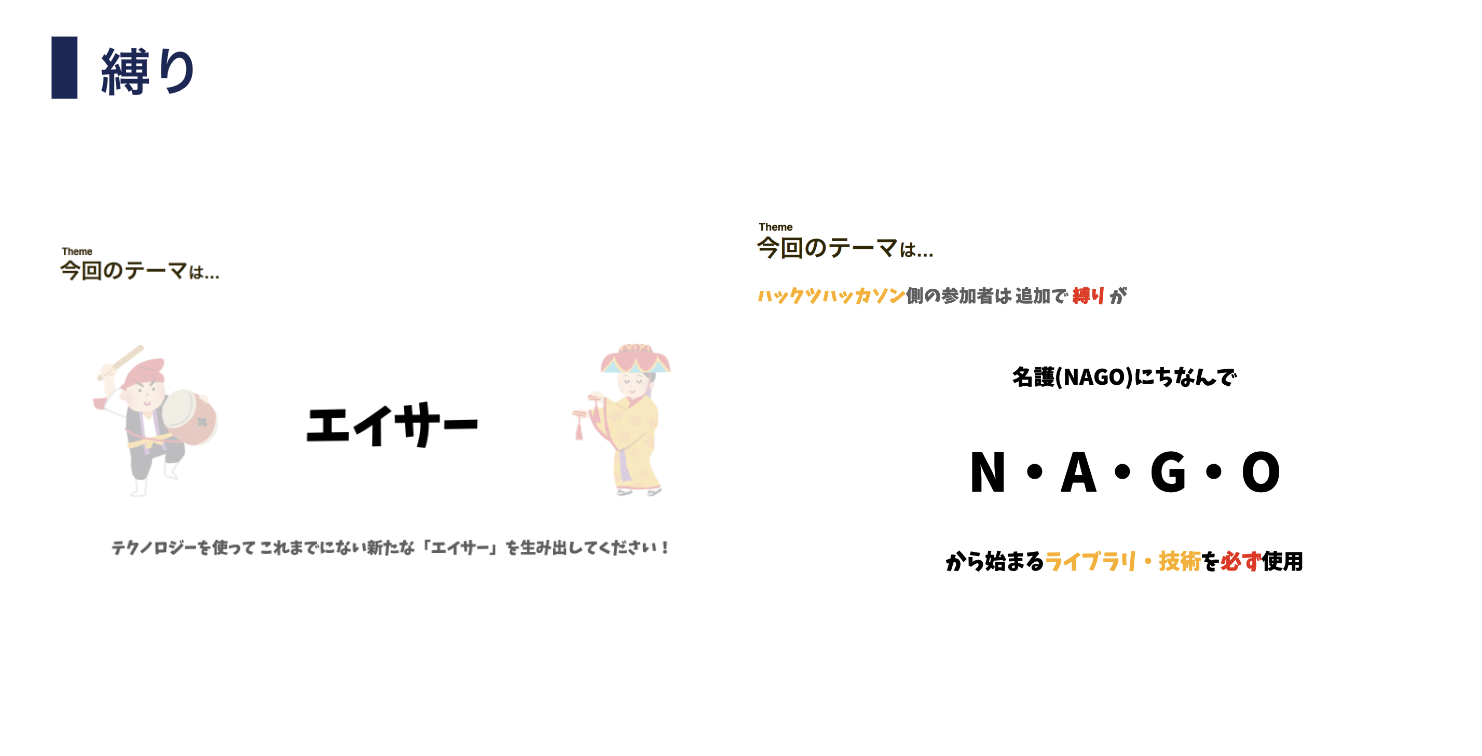 縛り
Theme
今回のテーマは...
エイサー
テクノロジーを使って これまでにない新たな「エイサー」を生み出してください！
Theme
今回のテーマは...
ハックツハッカソン側の参加者は 追加で 縛り が
名護(NAGO)にちなんで
N・A・G・O
から始まるライブラリ・技術を必ず使用